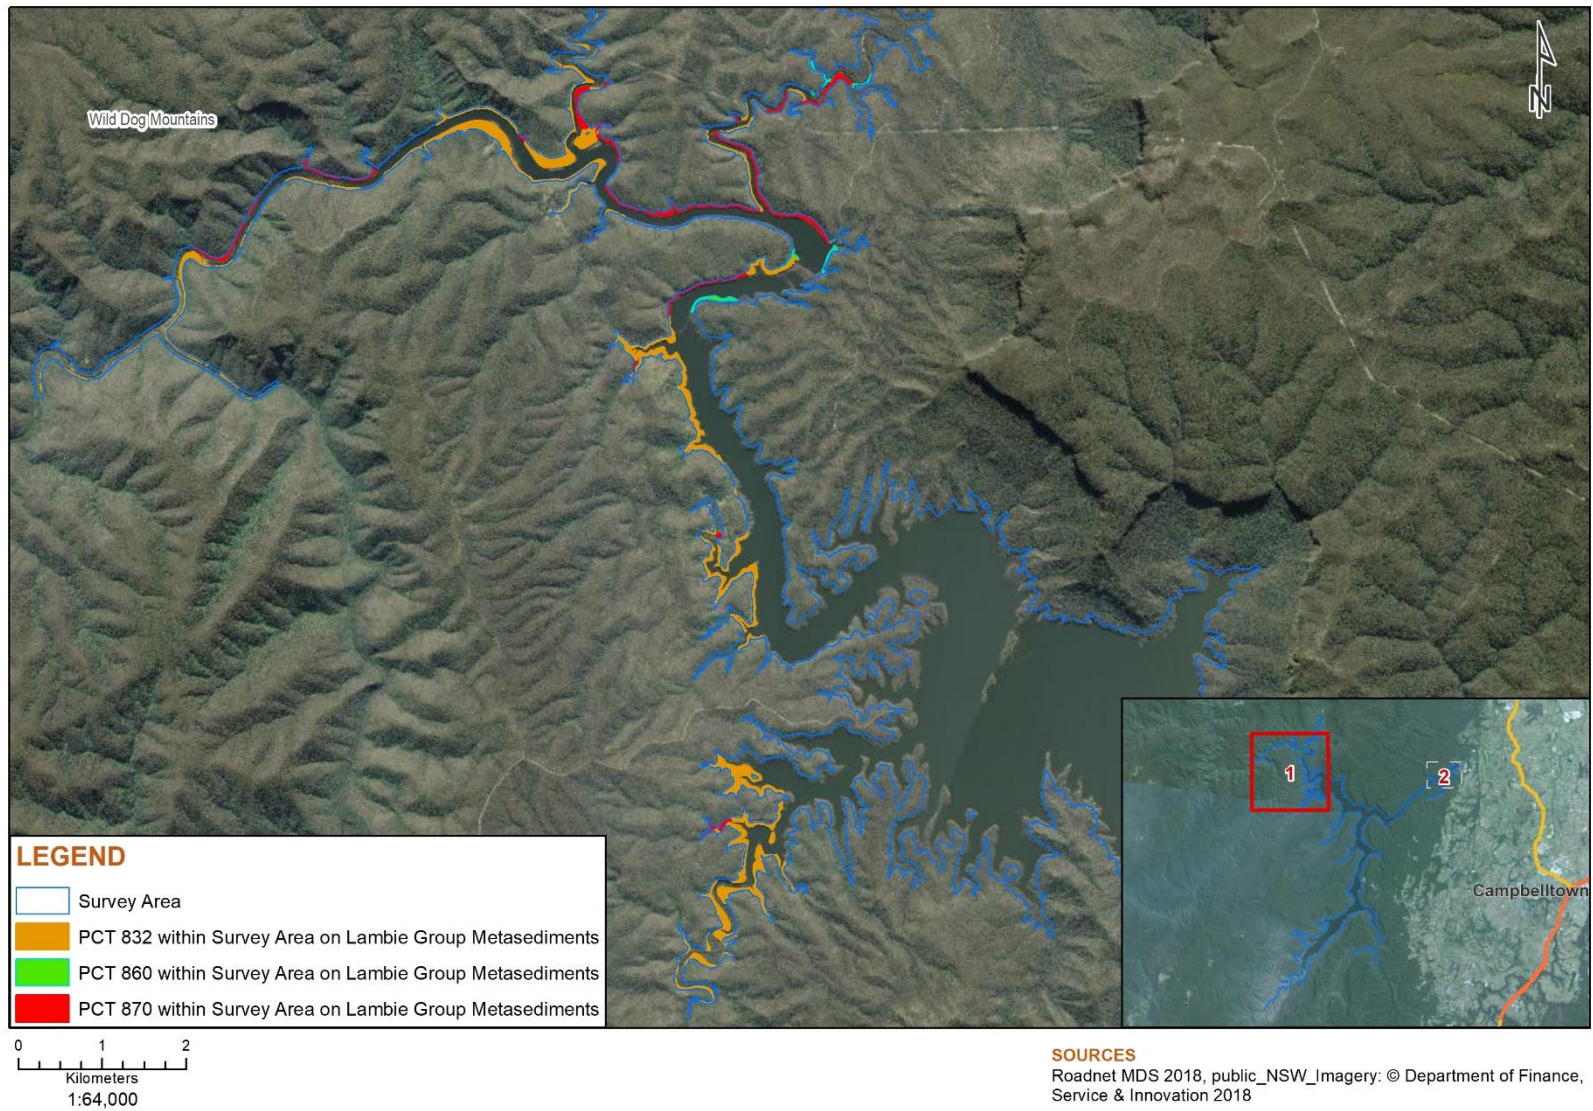 Wild Dog Mountains
N
1
2
Campbelltown
LEGEND
Survey Area
PCT 832 within Survey Area on Lambie Group Metasediments
PCT 860 within Survey Area on Lambie Group Metasediments
PCT 870 within Survey Area on Lambie Group Metasediments
0 1 2
Kilometers
1:64,000
SOURCES
Roadnet MDS 2018, public_NSW_Imagery: © Department of Finance,
Service & Innovation 2018